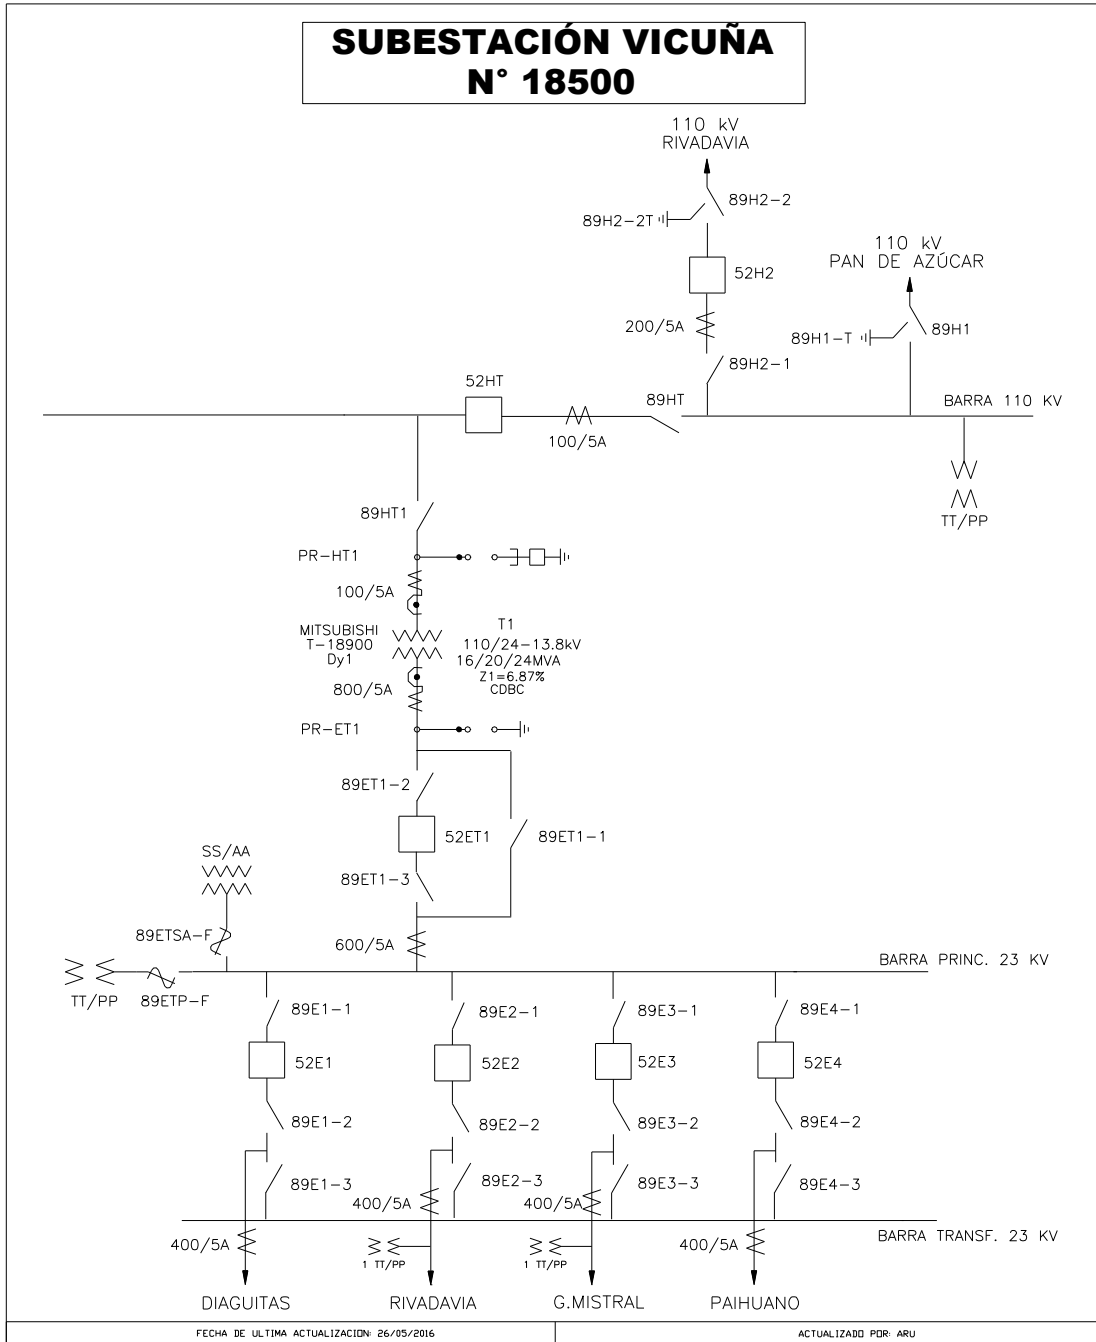 SUBESTACIÓN VICUÑA
N° 18500
110 kV
RIVADAVIA
89H2-2
89H2-2T
110 kV
PAN DE AZÚCAR
52H2
200/5A
89H1-T
89H1
89H2-1
52HT
89HT
BARRA 110 KV
100/5A
TT/PP
89HT1
PR-HT1
100/5A
MITSUBISHI
T-18900
Dy1
T1
110/24-13.8kV
16/20/24MVA
Z1=6.87%
CDBC
800/5A
PR-ET1
89ET1-2
52ET1
89ET1-1
SS/AA
89ET1-3
89ETSA-F
600/5A
BARRA PRINC. 23 KV
TT/PP
89ETP-F
89E1-1
89E2-1
89E3-1
89E4-1
52E1
52E2
52E3
52E4
89E1-2
89E2-2
89E3-2
89E4-2
89E1-3
89E2-3
89E3-3
89E4-3
400/5A
400/5A
BARRA TRANSF. 23 KV
400/5A
400/5A
1 TT/PP
1 TT/PP
DIAGUITAS
RIVADAVIA
G.MISTRAL
PAIHUANO
FECHA DE ULTIMA ACTUALIZACION: 26/05/2016
ACTUALIZADO POR: ARU